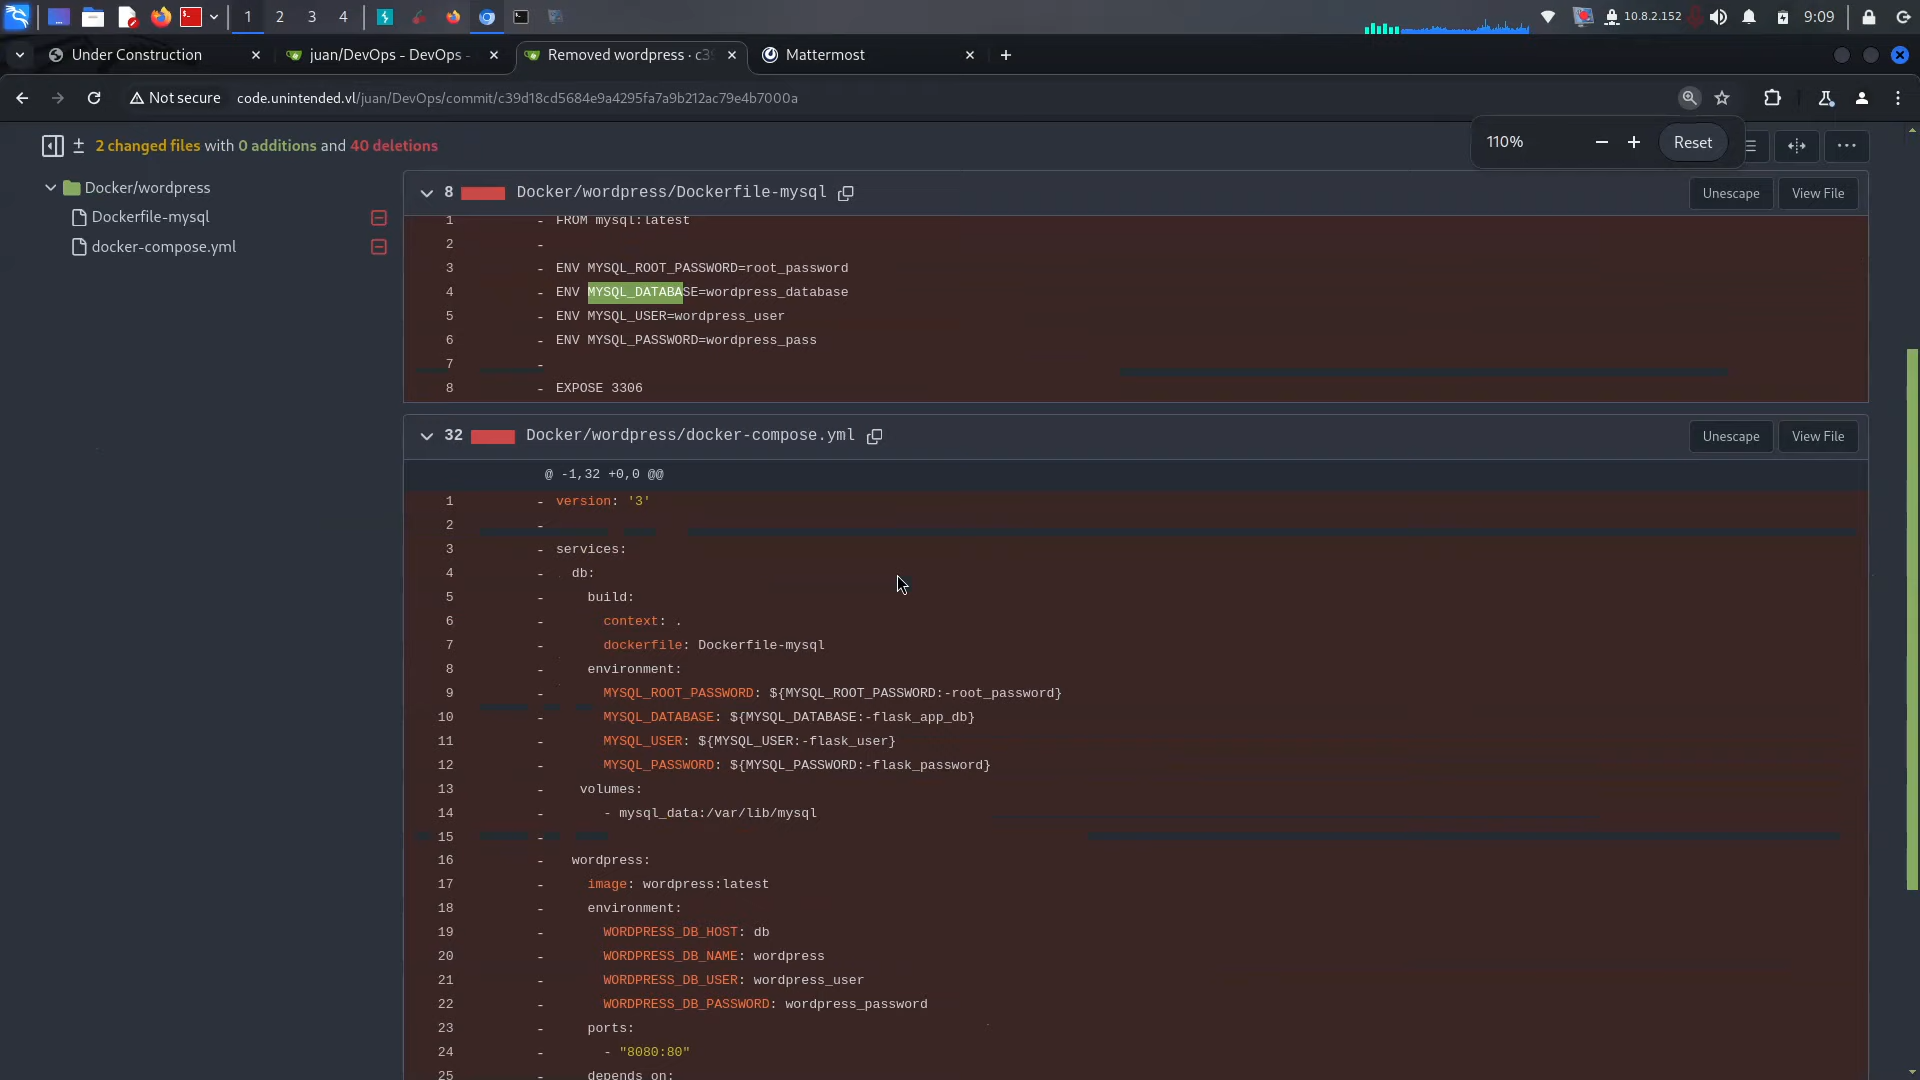 1 2 3 4
10.8.2.152
9:09
Under Construction
juan/DevOps - DevOps -
Removed wordpress · c3
Mattermost
Not secure
code.unintended.vl/juan/DevOps/commit/c39d18cd5684e9a4295fa7a9b212ac79e4b7000a
2 changed files with 0 additions and 40 deletions
110%
Reset
Docker/wordpress
Dockerfile-mysql
docker-compose.yml
8 Docker/wordpress/Dockerfile-mysql
Unescape
View File
1 - FROM mysql:latest
2 -
3 - ENV MYSQL_ROOT_PASSWORD=root_password
4 - ENV MYSQL_DATABASE=wordpress_database
5 - ENV MYSQL_USER=wordpress_user
6 - ENV MYSQL_PASSWORD=wordpress_pass
7 -
8 - EXPOSE 3306
32 Docker/wordpress/docker-compose.yml
Unescape
View File
@ -1,32 +0,0 @@
1 - version: '3'
2 -
3 - services:
4 - db:
5 - build:
6 - context: .
7 - dockerfile: Dockerfile-mysql
8 - environment:
9 - MYSQL_ROOT_PASSWORD: ${MYSQL_ROOT_PASSWORD:-root_password}
10 - MYSQL_DATABASE: ${MYSQL_DATABASE:-flask_app_db}
11 - MYSQL_USER: ${MYSQL_USER:-flask_user}
12 - MYSQL_PASSWORD: ${MYSQL_PASSWORD:-flask_password}
13 - volumes:
14 - - mysql_data:/var/lib/mysql
15 -
16 - wordpress:
17 - image: wordpress:latest
18 - environment:
19 - WORDPRESS_DB_HOST: db
20 - WORDPRESS_DB_NAME: wordpress
21 - WORDPRESS_DB_USER: wordpress_user
22 - WORDPRESS_DB_PASSWORD: wordpress_password
23 - ports:
24 - - "8080:80"
25 - depends_on: